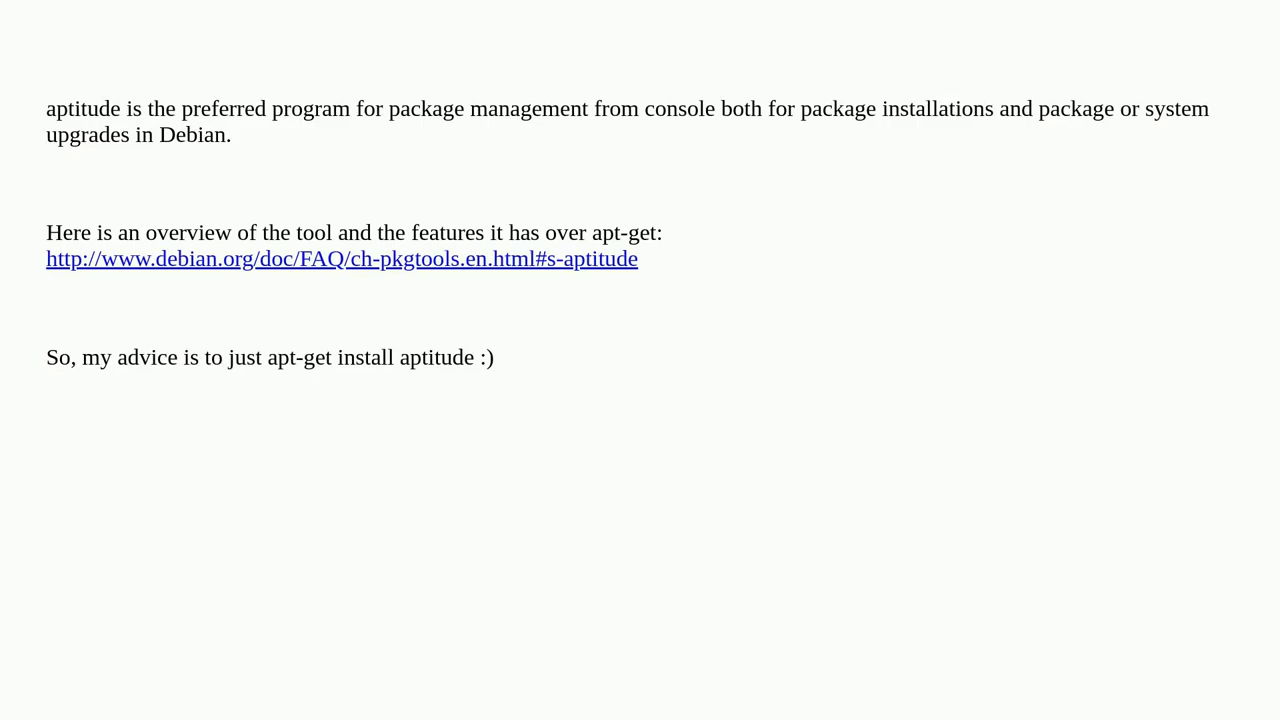 aptitude is the preferred program for package management from console both for package installations and package or system
upgrades in Debian.
Here is an overview of the tool and the features it has over apt-get:
http://www.debian.org/doc/FAQ/ch-pkgtools.en.html#s-aptitude
So, my advice is to just apt-get install aptitude :)